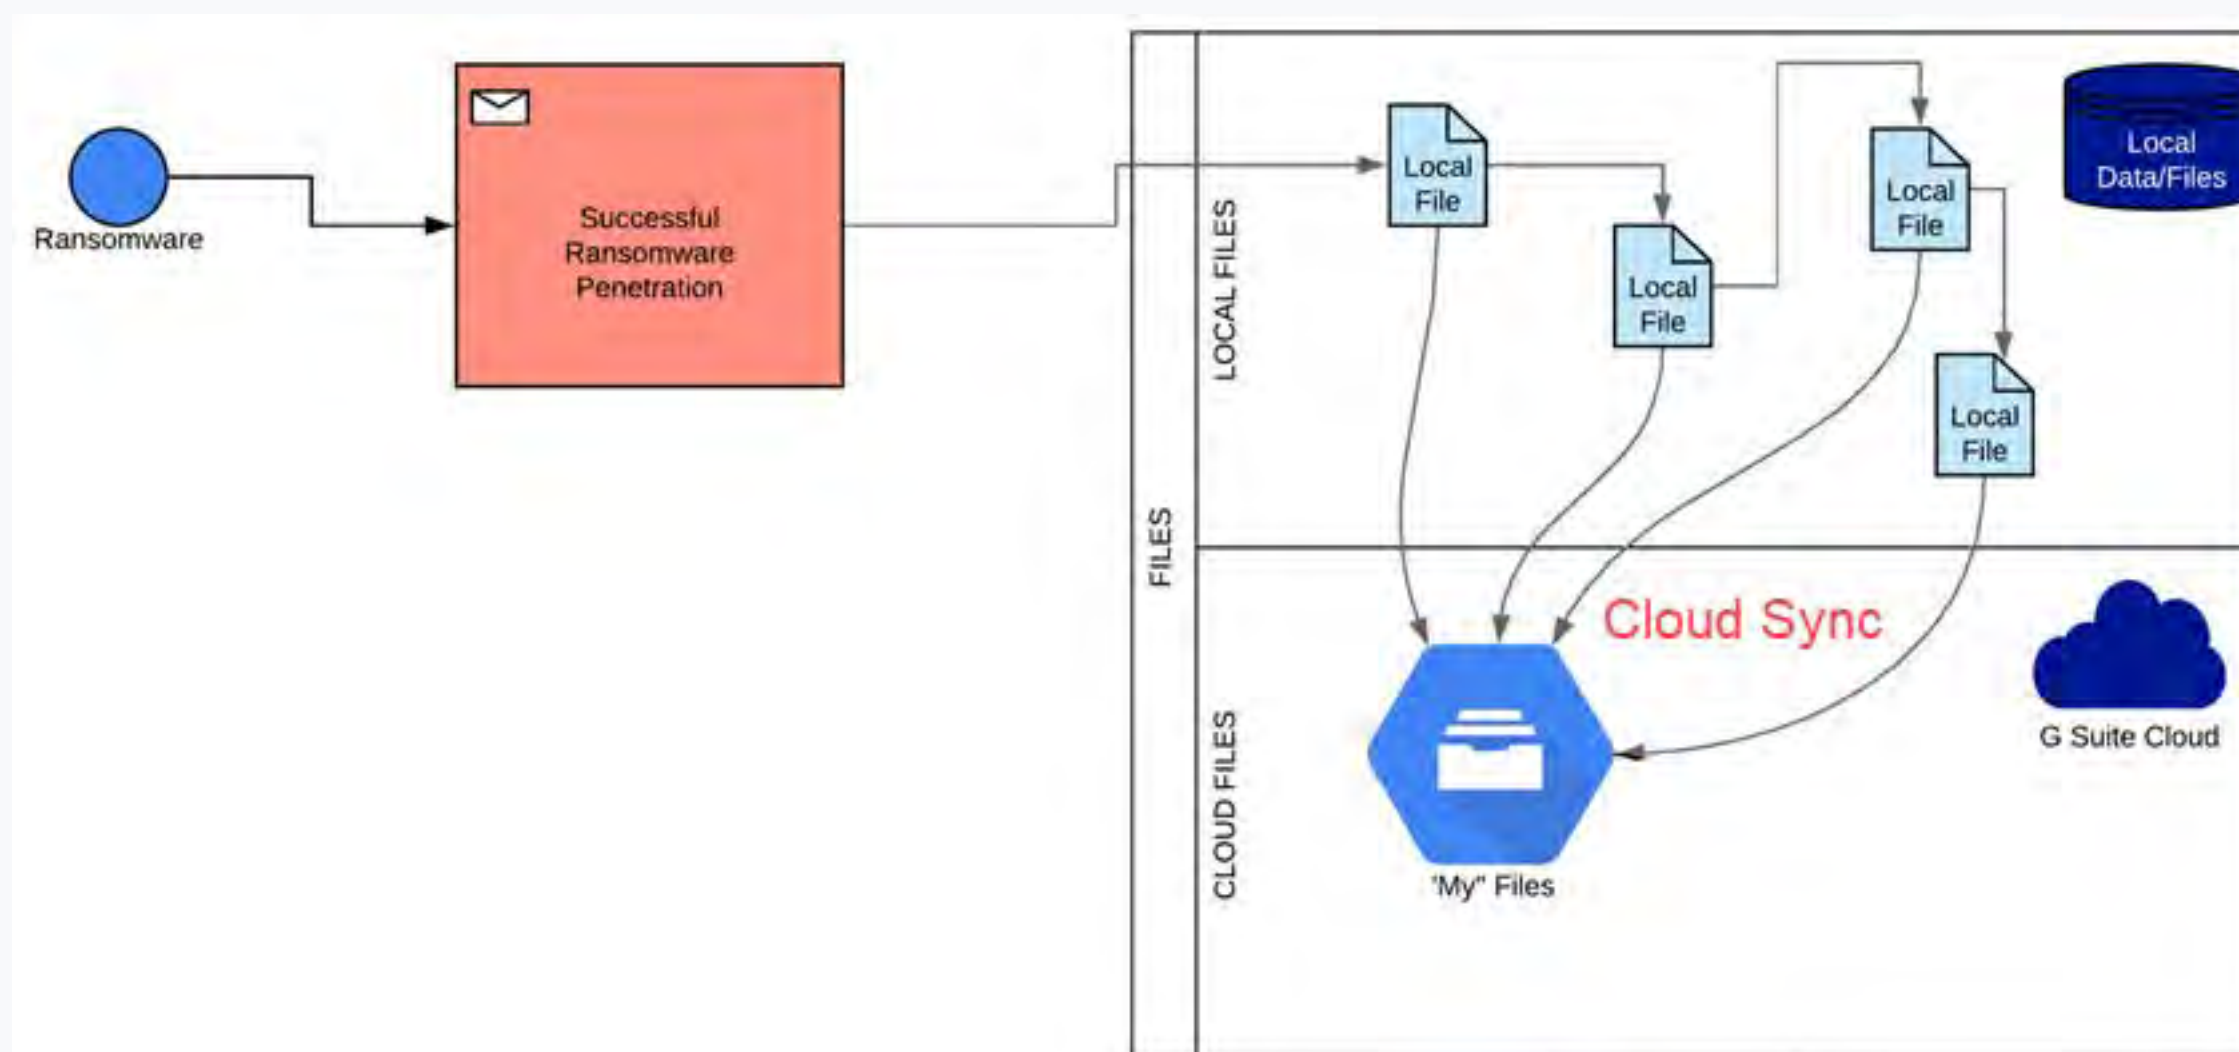 Ransomware
Successful
Ransomware
Penetration
FILES
LOCAL FILES
Local
File
Local
File
Local
File
Local
File
Local
Data/Files
CLOUD FILES
Cloud Sync
"My" Files
G Suite Cloud